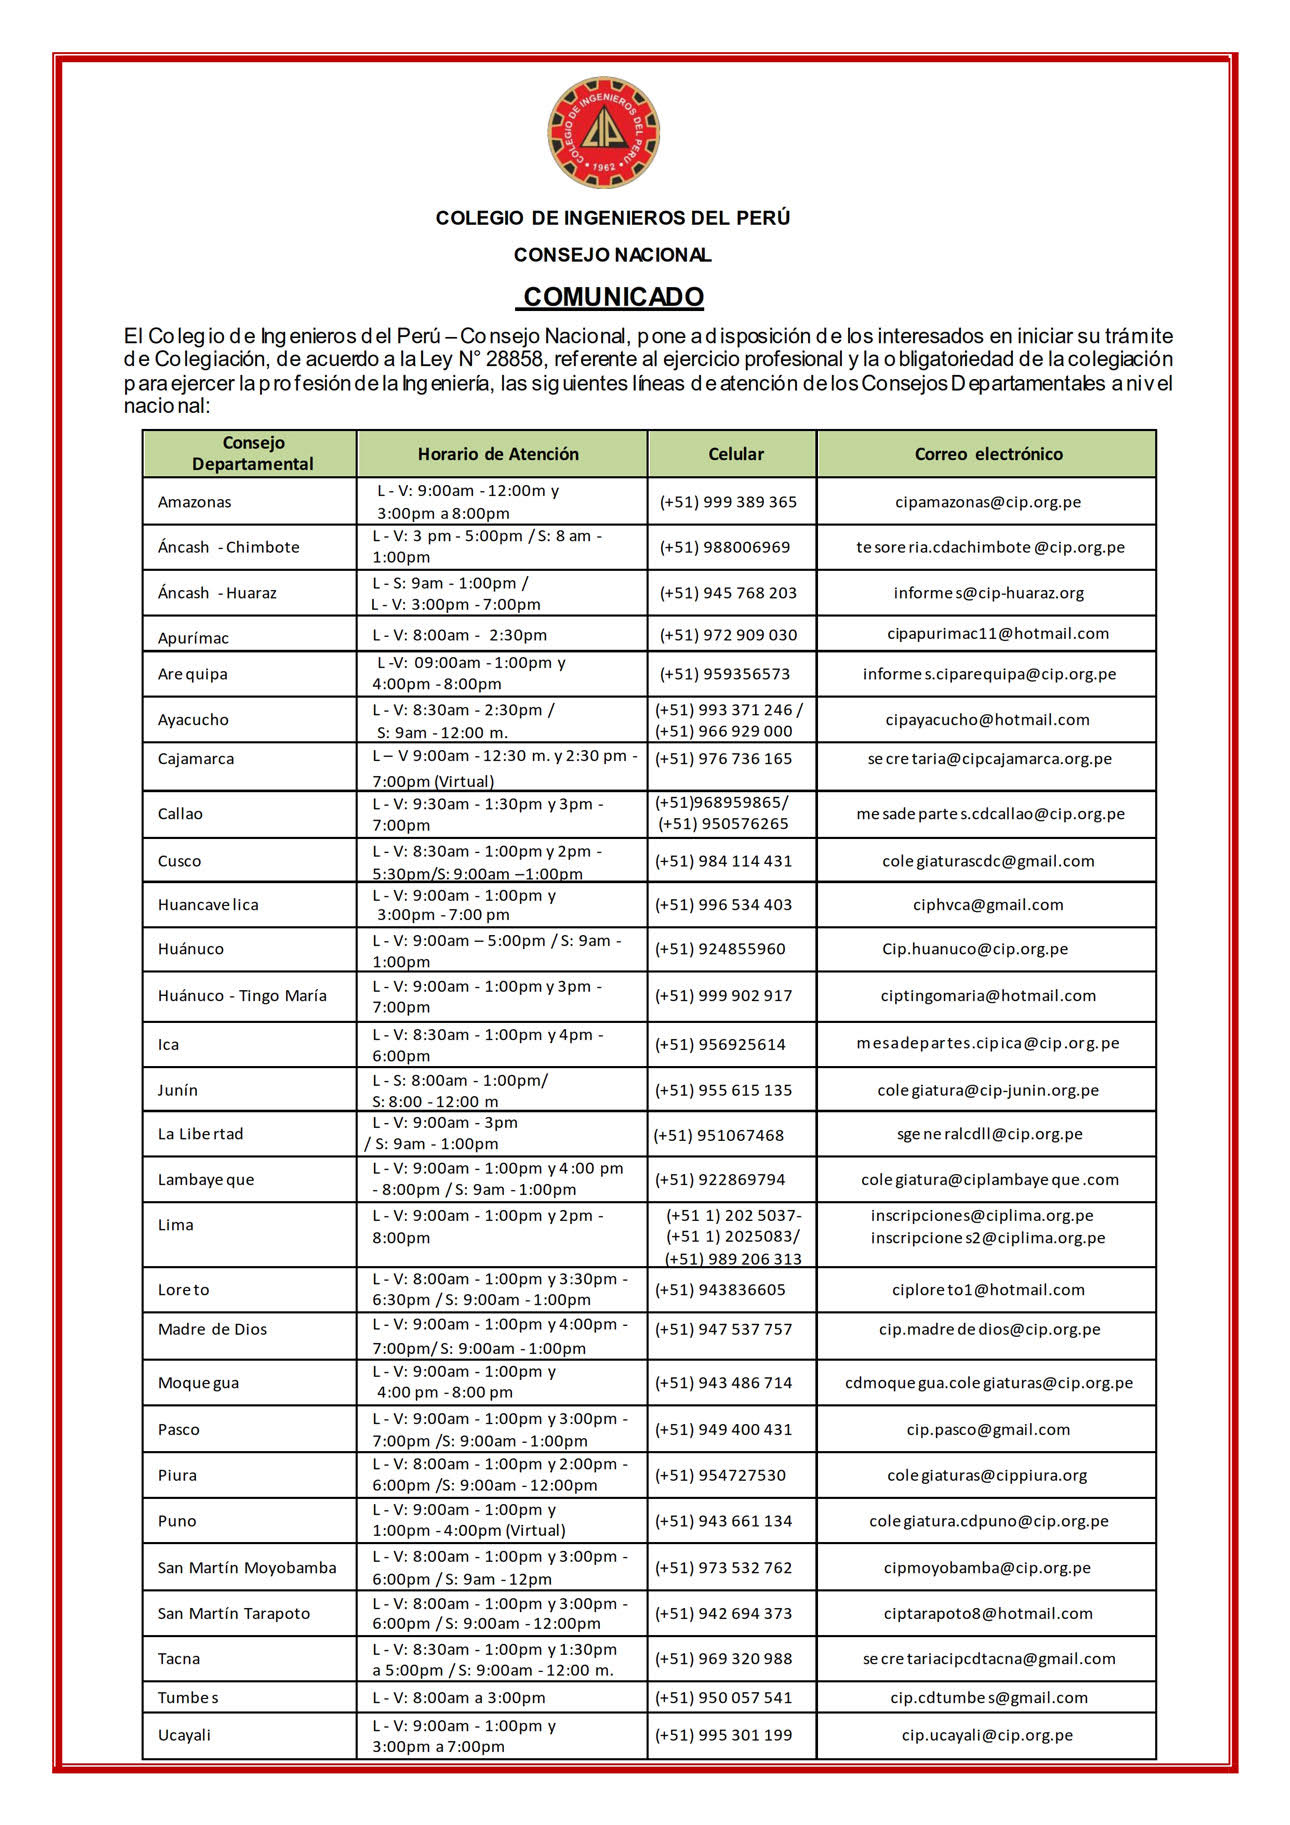 COLEGIO DE INGENIEROS DEL PERÚ
CIP
• 1962 •
COLEGIO DE INGENIEROS DEL PERÚ
CONSEJO NACIONAL
COMUNICADO
El Colegio de Ingenieros del Perú – Consejo Nacional, pone a disposición de los interesados en iniciar su trámite
de Colegiación, de acuerdo a la Ley N° 28858, referente al ejercicio profesional y la obligatoriedad de la colegiación
para ejercer la profesión de la Ingeniería, las siguientes líneas de atención de los Consejos Departamentales a nivel
nacional:
Consejo
Departamental
Horario de Atención
Celular
Correo electrónico
Amazonas
L - V: 9:00am - 12:00m y
3:00pm a 8:00pm
(+51) 999 389 365
cipamazonas@cip.org.pe
Áncash - Chimbote
L - V: 3 pm - 5:00pm / S: 8 am -
1:00pm
(+51) 988006969
tesoreria.cdachimbote@cip.org.pe
Áncash - Huaraz
L - S: 9am - 1:00pm /
L - V: 3:00pm - 7:00pm
(+51) 945 768 203
informes@cip-huaraz.org
Apurímac
L - V: 8:00am - 2:30pm
(+51) 972 909 030
cipapurimac11@hotmail.com
Arequipa
L -V: 09:00am - 1:00pm y
4:00pm - 8:00pm
(+51) 959356573
informes.ciparequipa@cip.org.pe
Ayacucho
L - V: 8:30am - 2:30pm /
S: 9am - 12:00 m.
(+51) 993 371 246 /
(+51) 966 929 000
cipayacucho@hotmail.com
Cajamarca
L – V 9:00am - 12:30 m. y 2:30 pm -
7:00pm (Virtual)
(+51) 976 736 165
secretaria@cipcajamarca.org.pe
Callao
L - V: 9:30am - 1:30pm y 3pm -
7:00pm
(+51)968959865/
(+51) 950576265
mesadepartes.cdcallao@cip.org.pe
Cusco
L - V: 8:30am - 1:00pm y 2pm -
5:30pm/S: 9:00am –1:00pm
(+51) 984 114 431
colegiaturascdc@gmail.com
Huancavelica
L - V: 9:00am - 1:00pm y
3:00pm - 7:00 pm
(+51) 996 534 403
ciphvca@gmail.com
Huánuco
L - V: 9:00am – 5:00pm / S: 9am -
1:00pm
(+51) 924855960
Cip.huanuco@cip.org.pe
Huánuco - Tingo María
L - V: 9:00am - 1:00pm y 3pm -
7:00pm
(+51) 999 902 917
ciptingomaria@hotmail.com
Ica
L - V: 8:30am - 1:00pm y 4pm -
6:00pm
(+51) 956925614
mesadepartes.cipica@cip.org.pe
Junín
L - S: 8:00am - 1:00pm/
S: 8:00 - 12:00 m
(+51) 955 615 135
colegiatura@cip-junin.org.pe
La Libertad
L - V: 9:00am - 3pm
/ S: 9am - 1:00pm
(+51) 951067468
sgeneralcdll@cip.org.pe
Lambayeque
L - V: 9:00am - 1:00pm y 4:00 pm
- 8:00pm / S: 9am - 1:00pm
(+51) 922869794
colegiatura@ciplambayeque.com
Lima
L - V: 9:00am - 1:00pm y 2pm -
8:00pm
(+51 1) 202 5037-
(+51 1) 2025083/
(+51) 989 206 313
inscripciones@ciplima.org.pe
inscripciones2@ciplima.org.pe
Loreto
L - V: 8:00am - 1:00pm y 3:30pm -
6:30pm / S: 9:00am - 1:00pm
(+51) 943836605
ciploreto1@hotmail.com
Madre de Dios
L - V: 9:00am - 1:00pm y 4:00pm -
7:00pm/ S: 9:00am - 1:00pm
(+51) 947 537 757
cip.madrededios@cip.org.pe
Moquegua
L - V: 9:00am - 1:00pm y
4:00 pm - 8:00 pm
(+51) 943 486 714
cdmoquegua.colegiaturas@cip.org.pe
Pasco
L - V: 9:00am - 1:00pm y 3:00pm -
7:00pm /S: 9:00am - 1:00pm
(+51) 949 400 431
cip.pasco@gmail.com
Piura
L - V: 8:00am - 1:00pm y 2:00pm -
6:00pm /S: 9:00am - 12:00pm
(+51) 954727530
colegiaturas@cippiura.org
Puno
L - V: 9:00am - 1:00pm y
1:00pm - 4:00pm (Virtual)
(+51) 943 661 134
colegiatura.cdpuno@cip.org.pe
San Martín Moyobamba
L - V: 8:00am - 1:00pm y 3:00pm -
6:00pm / S: 9am - 12pm
(+51) 973 532 762
cipmoyobamba@cip.org.pe
San Martín Tarapoto
L - V: 8:00am - 1:00pm y 3:00pm -
6:00pm / S: 9:00am - 12:00pm
(+51) 942 694 373
ciptarapoto8@hotmail.com
Tacna
L - V: 8:30am - 1:00pm y 1:30pm
a 5:00pm / S: 9:00am - 12:00 m.
(+51) 969 320 988
secretariacipcdtacna@gmail.com
Tumbes
L - V: 8:00am a 3:00pm
(+51) 950 057 541
cip.cdtumbes@gmail.com
Ucayali
L - V: 9:00am - 1:00pm y
3:00pm a 7:00pm
(+51) 995 301 199
cip.ucayali@cip.org.pe